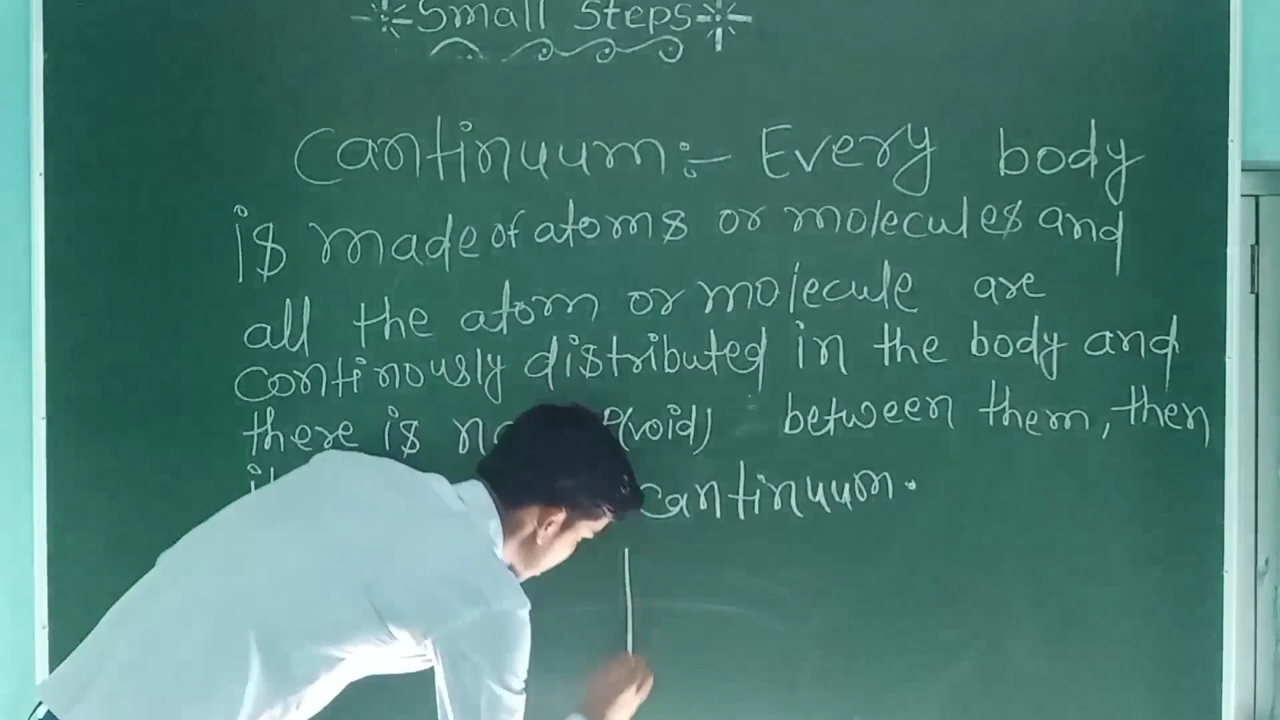 Small Steps
Cantinuum:- Every body
is made of atoms or molecules and
all the atom or molecule are
continously distributed in the body and
there is (void) between them, then
cantinuum.